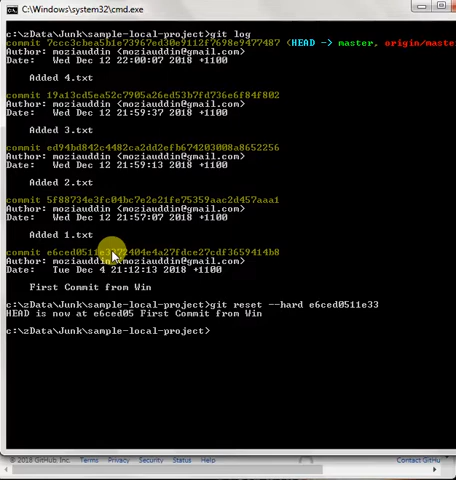 C:\Windows\system32\cmd.exe
c:\zData\Junk\sample-local-project>git log
commit 7ccc3cbea5b1e73967ed30e9112f7698e9477487 (HEAD -> master, origin/maste
Author: moziauddin <moziauddin@gmail.com>
Date: Wed Dec 12 22:00:07 2018 +1100
Added 4.txt
commit 19a13cd5ea52c7905a26ed53b7fd736e6f84f802
Author: moziauddin <moziauddin@gmail.com>
Date: Wed Dec 12 21:59:37 2018 +1100
Added 3.txt
commit ed94bd842c4482ca2dd2efb674203008a8652256
Author: moziauddin <moziauddin@gmail.com>
Date: Wed Dec 12 21:59:13 2018 +1100
Added 2.txt
commit 5f88734e3fc04bc7e2e21fe75359aac2d457aaa1
Author: moziauddin <moziauddin@gmail.com>
Date: Wed Dec 12 21:57:07 2018 +1100
Added 1.txt
commit e6ced0511e3372404e4a27fdce27cdf3659414b8
Author: moziauddin <moziauddin@gmail.com>
Date: Tue Dec 4 21:12:13 2018 +1100
First Commit from Win
c:\zData\Junk\sample-local-project>git reset --hard e6ced0511e33
HEAD is now at e6ced05 First Commit from Win
c:\zData\Junk\sample-local-project>
© 2018 GitHub, Inc. Terms Privacy Security Status Help Contact GitHu